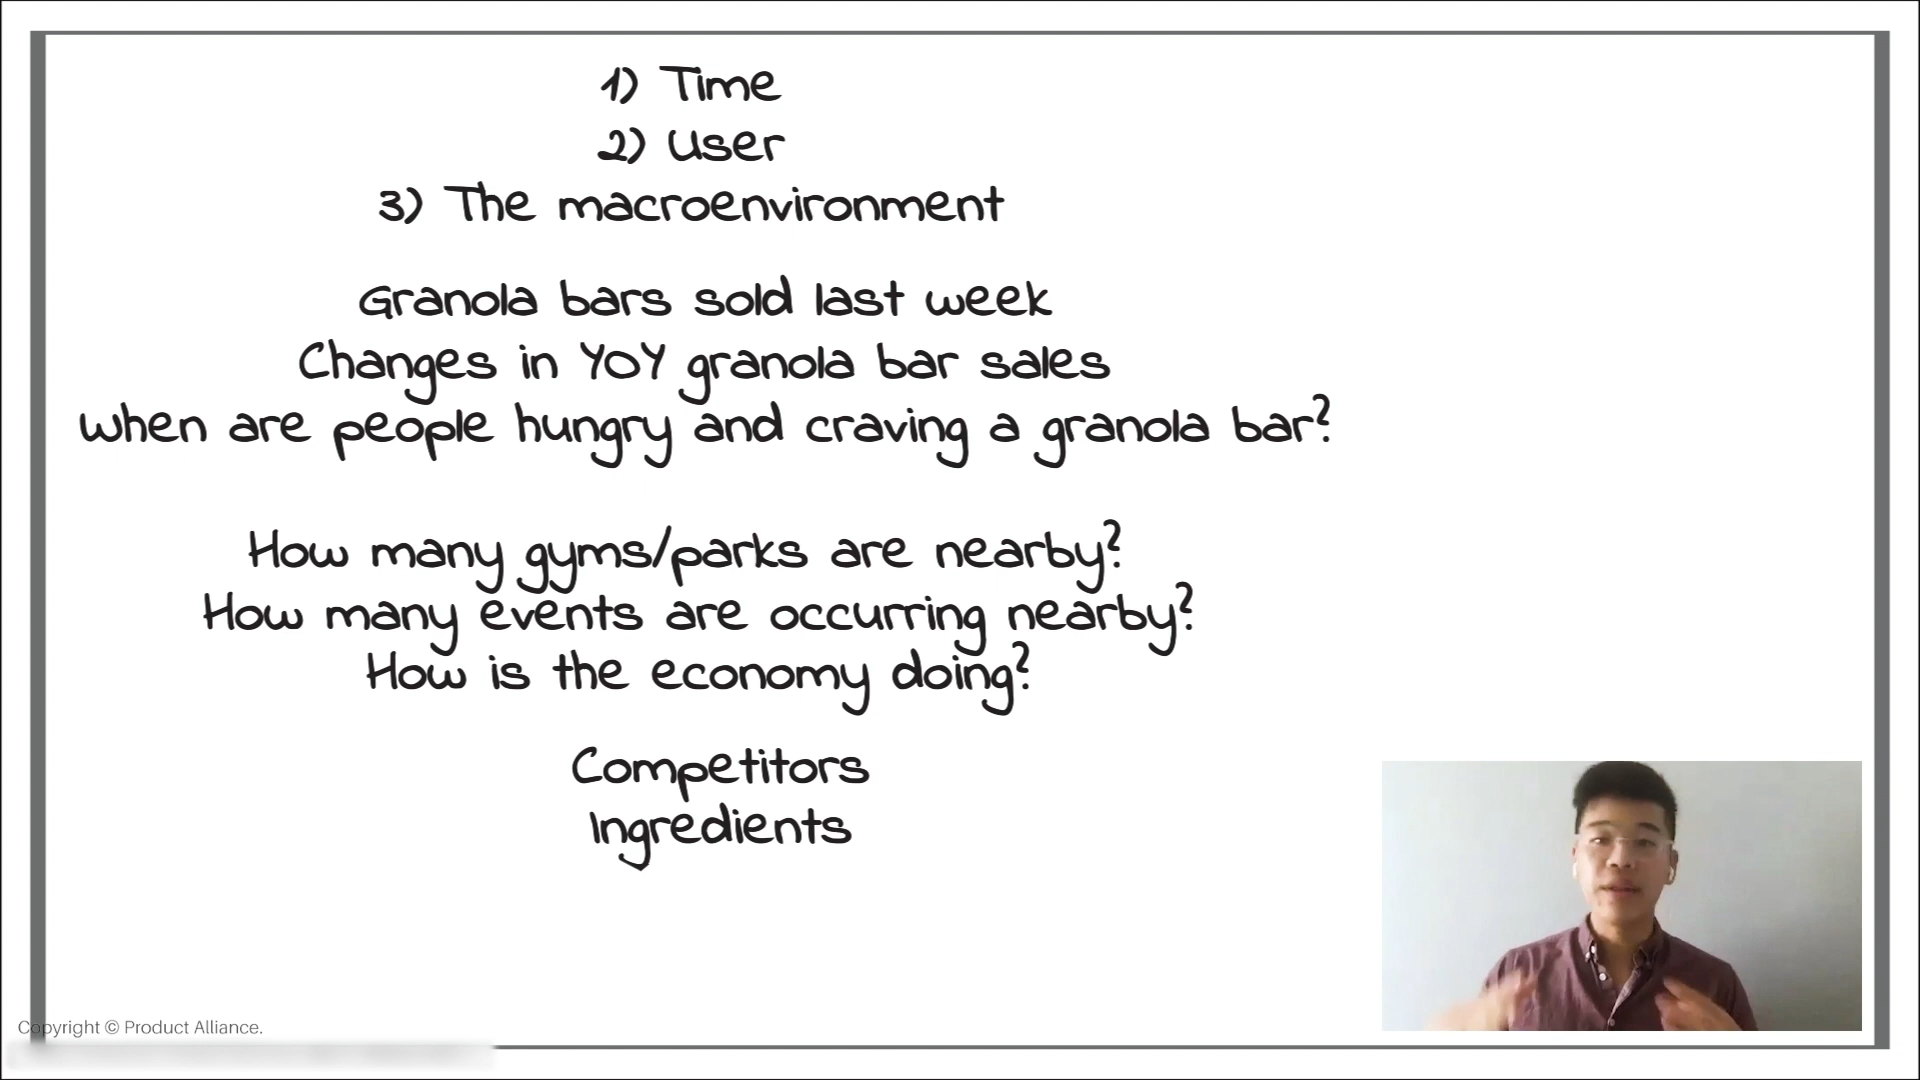 1) Time
2) User
3) The macroenvironment
Granola bars sold last week
Changes in YOY granola bar sales
When are people hungry and craving a granola bar?
How many gyms/parks are nearby?
How many events are occurring nearby?
How is the economy doing?
Competitors
Ingredients
Copyright © Product Alliance.